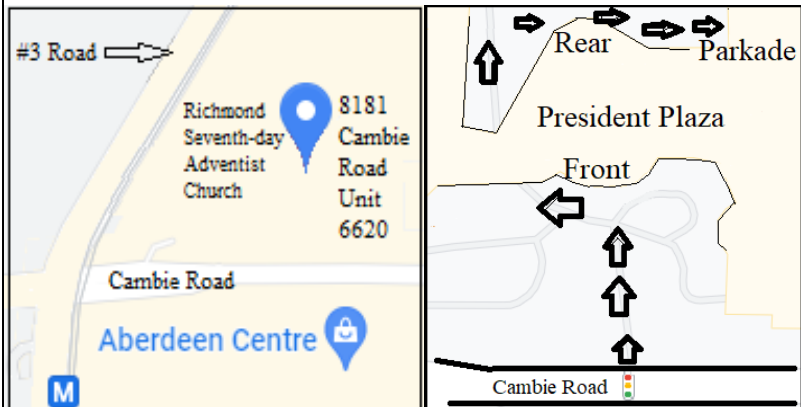 #3 Road
Richmond
Seventh-day
Adventist
Church
8181
Cambie
Road
Unit
6620
Cambie Road
Aberdeen Centre
M
Rear
Parkade
President Plaza
Front
Cambie Road